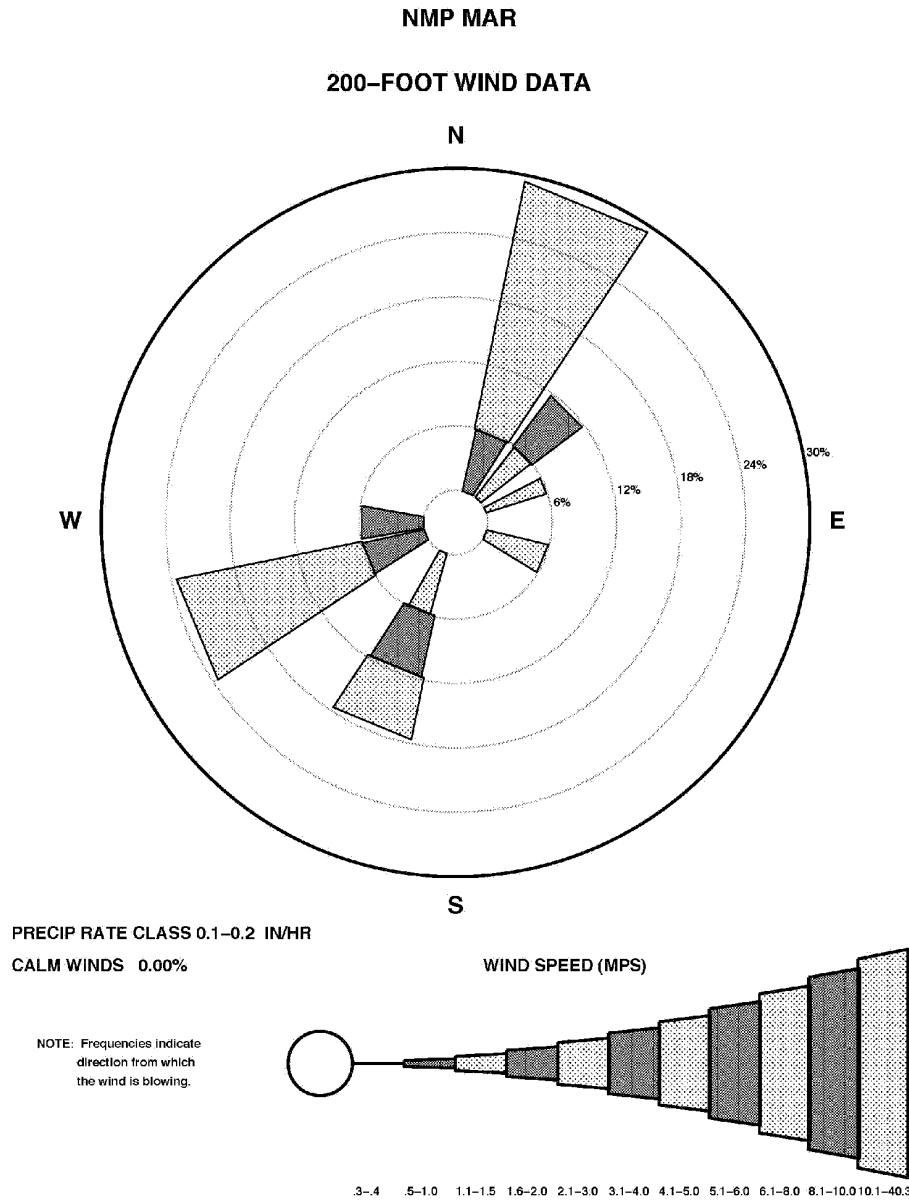 NMP MAR
200–FOOT WIND DATA
N
30%
24%
18%
12%
6%
W
E
S
PRECIP RATE CLASS 0.1–0.2 IN/HR
CALM WINDS 0.00%
WIND SPEED (MPS)
NOTE: Frequencies indicate
direction from which
the wind is blowing.
.3–.4 .5–1.0 1.1–1.5 1.6–2.0 2.1–3.0 3.1–4.0 4.1–5.0 5.1–6.0 6.1–8.0 8.1–10.0 10.1–40.3